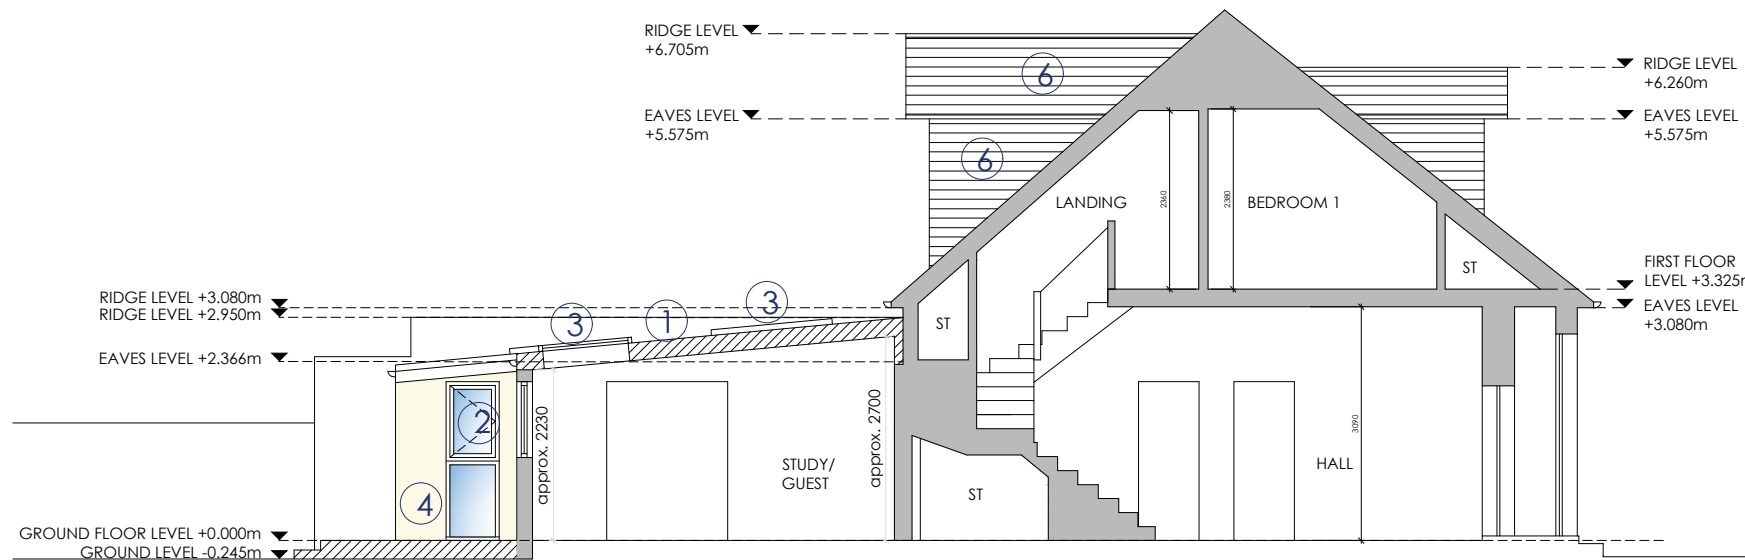 RIDGE LEVEL
+6.705m
6
RIDGE LEVEL
+6.260m
EAVES LEVEL
+5.575m
EAVES LEVEL
+5.575m
6
LANDING
2360
2380
BEDROOM 1
ST
FIRST FLOOR
LEVEL +3.325m
RIDGE LEVEL +3.080m
RIDGE LEVEL +2.950m
3
1
3
ST
EAVES LEVEL
+3.080m
EAVES LEVEL +2.366m
2
approx. 2230
approx. 2700
3090
STUDY/
GUEST
HALL
4
ST
GROUND FLOOR LEVEL +0.000m
GROUND LEVEL -0.245m